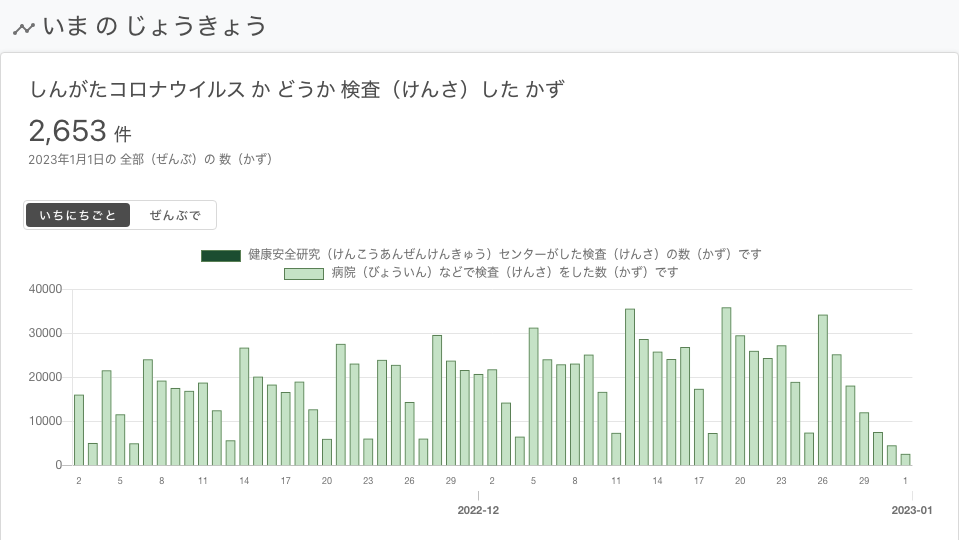 いま の じょうきょう
しんがたコロナウイルス か どうか 検査（けんさ）した かず
2,653 件
2023年1月1日の 全部（ぜんぶ）の 数（かず）
いちにちごと ぜんぶで
健康安全研究（けんこうあんぜんけんきゅう）センターがした検査（けんさ）の数（かず）です
病院（びょういん）などで検査（けんさ）をした数（かず）です
40000
30000
20000
10000
0
2 5 8 11 14 17 20 23 26 29 2 5 8 11 14 17 20 23 26 29 1
2022-12 2023-01